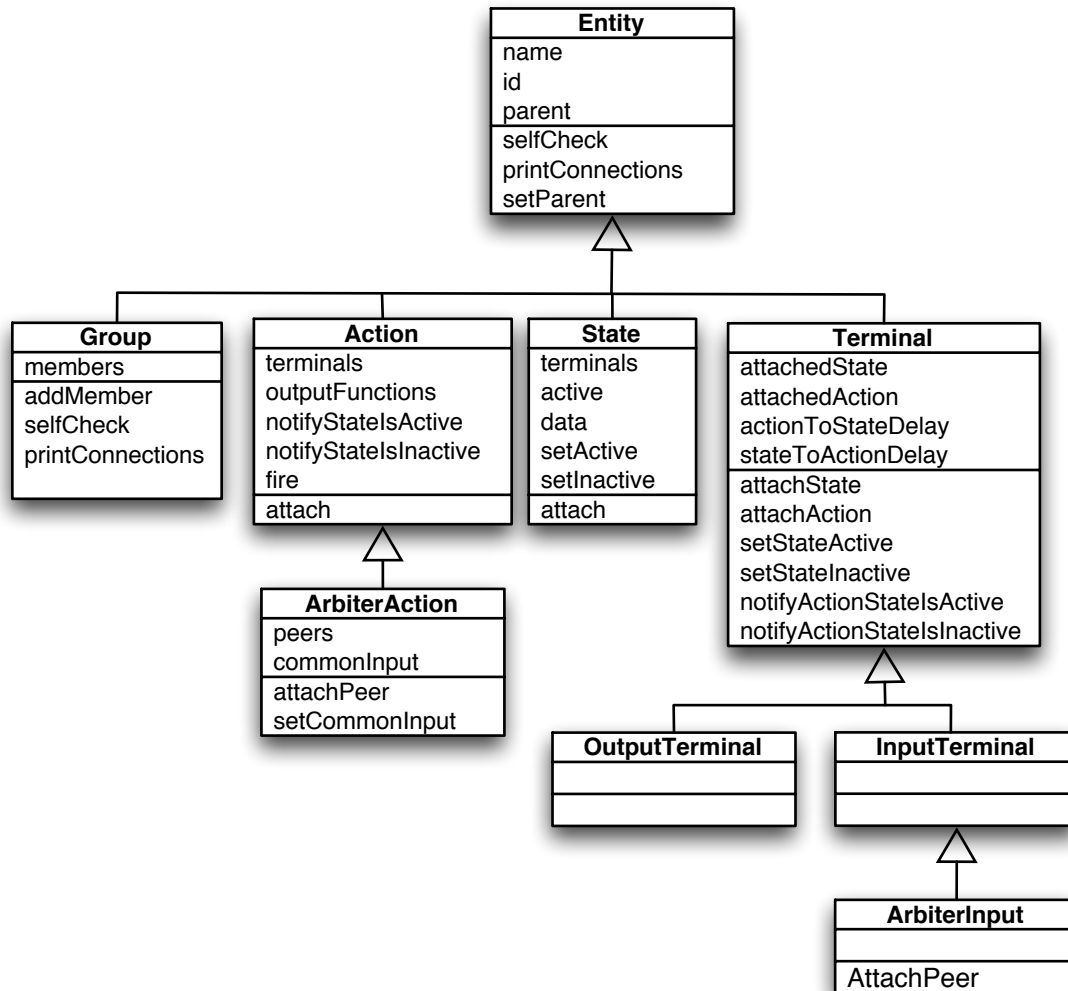 Entity
name
id
parent
selfCheck
printConnections
setParent
Group
members
addMember
selfCheck
printConnections
Action
terminals
outputFunctions
notifyStateIsActive
notifyStateIsInactive
fire
attach
State
terminals
active
data
setActive
setInactive
attach
Terminal
attachedState
attachedAction
actionToStateDelay
stateToActionDelay
attachState
attachAction
setStateActive
setStateInactive
notifyActionStateIsActive
notifyActionStateIsInactive
ArbiterAction
peers
commonInput
attachPeer
setCommonInput
OutputTerminal
InputTerminal
ArbiterInput
AttachPeer